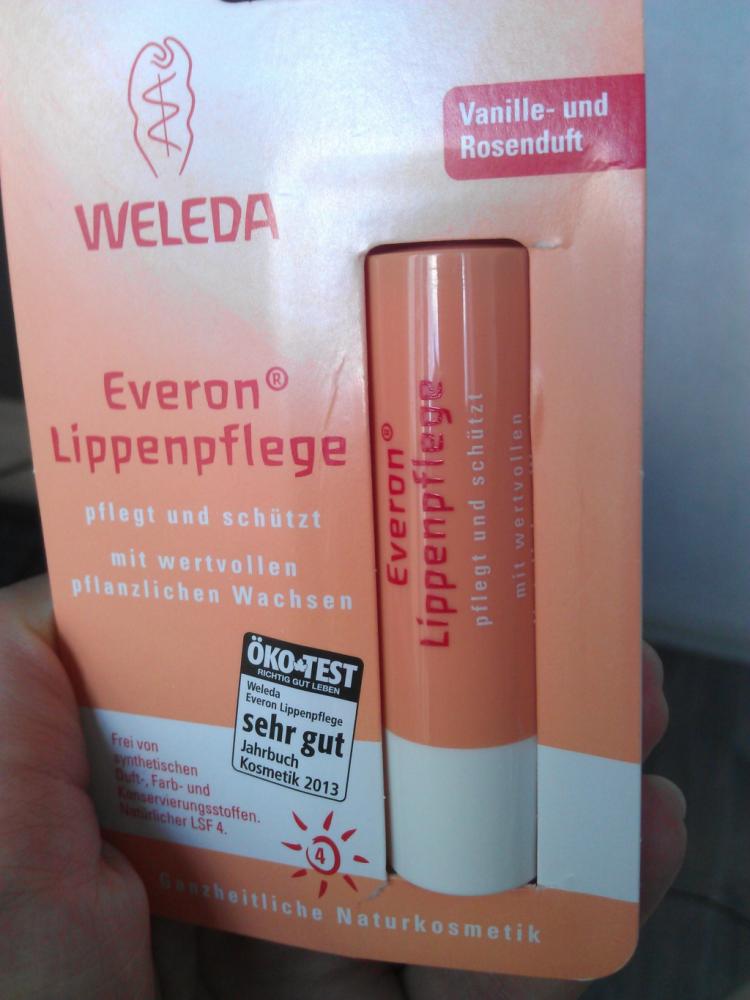 WELEDA
Vanille- und
Rosenduft
Everon®
Lippenpflege
pflegt und schützt
mit wertvollen
pflanzlichen Wachsen
ÖKO TEST
RICHTIG GUT LEBEN
Weleda
Everon Lippenpflege
sehr gut
Jahrbuch
Kosmetik 2013
Frei von
synthetischen
Duft-, Farb- und
Konservierungsstoffen.
Natürlicher LSF 4.
4
Ganzheitliche Naturkosmetik
Everon®
Lippenpflege
pflegt und schützt
mit wertvollen